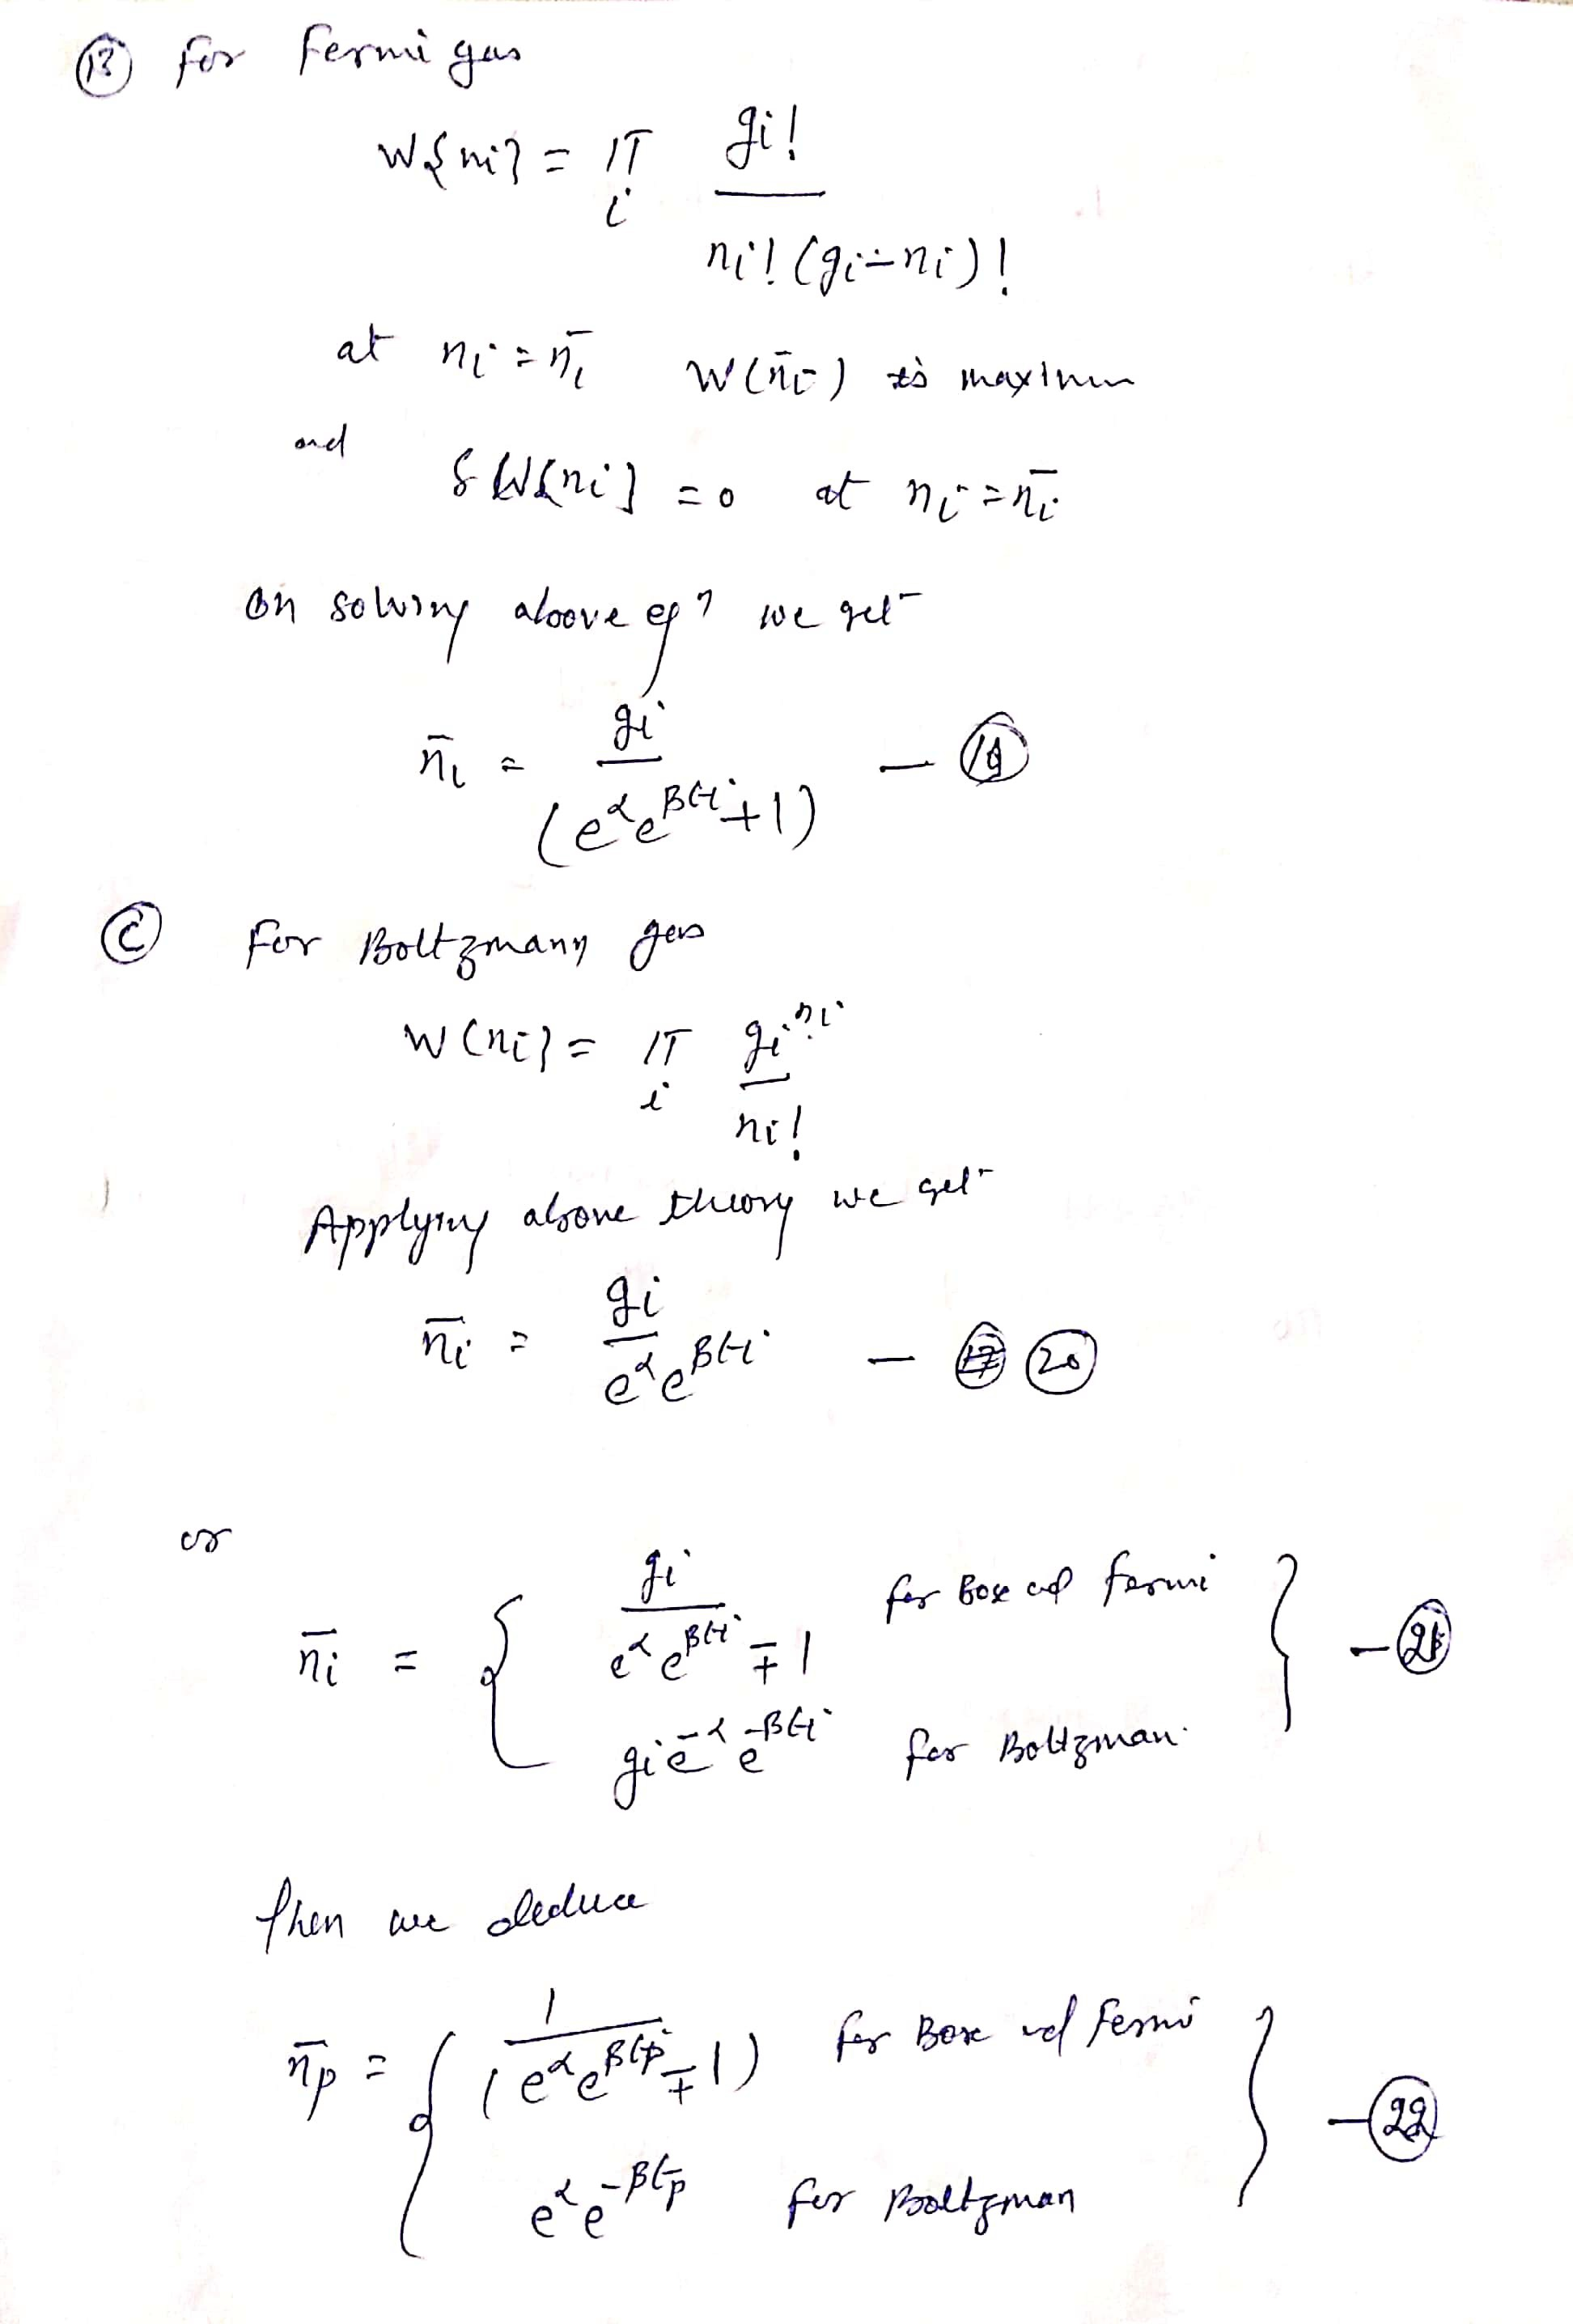 Ⓑ for Fermi gas
W{ni} = Π_i gi! / ni! (gi - ni)!
at ni = n̄i W(n̄i) is maximum
and δW{ni} = 0 at ni = n̄i
on solving above eqn we get
n̄i = gi / (e^α e^{βϵi} + 1) — ⑲
Ⓒ For Boltzmann gas
W(ni} = Π_i gi^{ni} / ni!
Applying above theory we get
n̄i = gi / e^α e^{βϵi} — ⑳
or
n̄i = { gi / e^α e^{βϵi} ∓ 1 for Bose and fermi } — ㉑
gi e^{-α} e^{-βϵi} for Boltzman
then we deduce
n̄p = { 1 / (e^α e^{βϵp} ∓ 1) for Bose and Fermi } — ㉒
e^α e^{-βϵp} for Boltzman